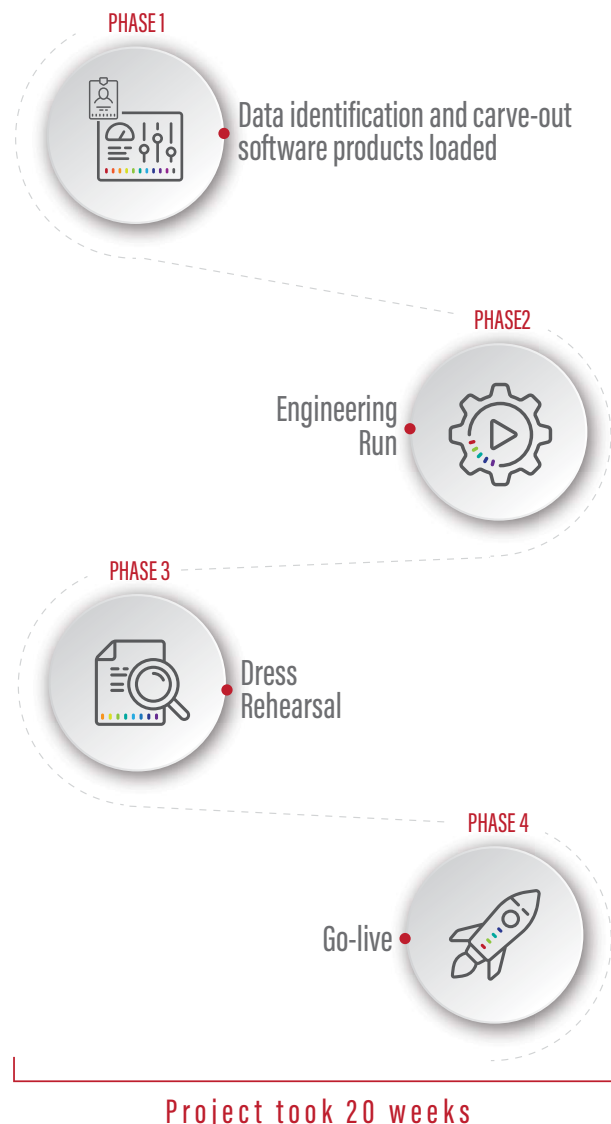 PHASE 1
Data identification and carve-out
software products loaded
PHASE2
Engineering
Run
PHASE 3
Dress
Rehearsal
PHASE 4
Go-live
Project took 20 weeks